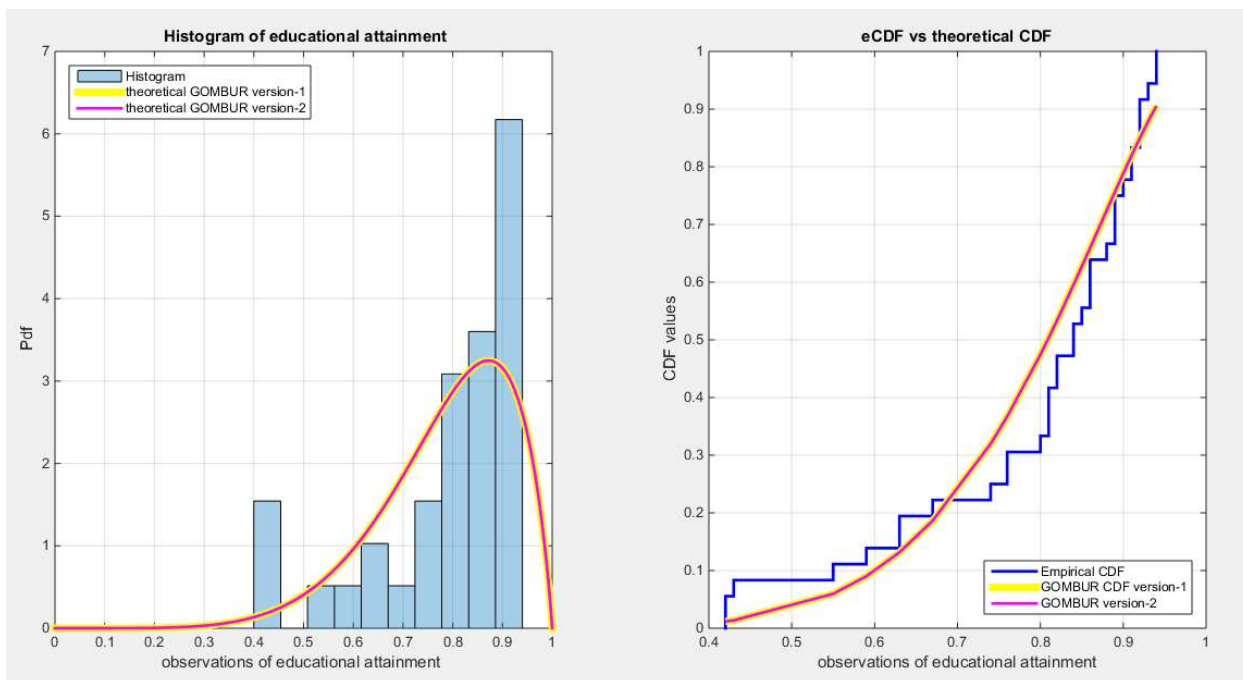 Histogram of educational attainment
7
6
5
4
3
2
1
0
Pdf
Histogram
theoretical GOMBUR version-1
theoretical GOMBUR version-2
0 0.1 0.2 0.3 0.4 0.5 0.6 0.7 0.8 0.9 1
observations of educational attainment
eCDF vs theoretical CDF
1
0.9
0.8
0.7
0.6
0.5
0.4
0.3
0.2
0.1
0
CDF values
Empirical CDF
GOMBUR CDF version-1
GOMBUR version-2
0.4 0.5 0.6 0.7 0.8 0.9 1
observations of educational attainment